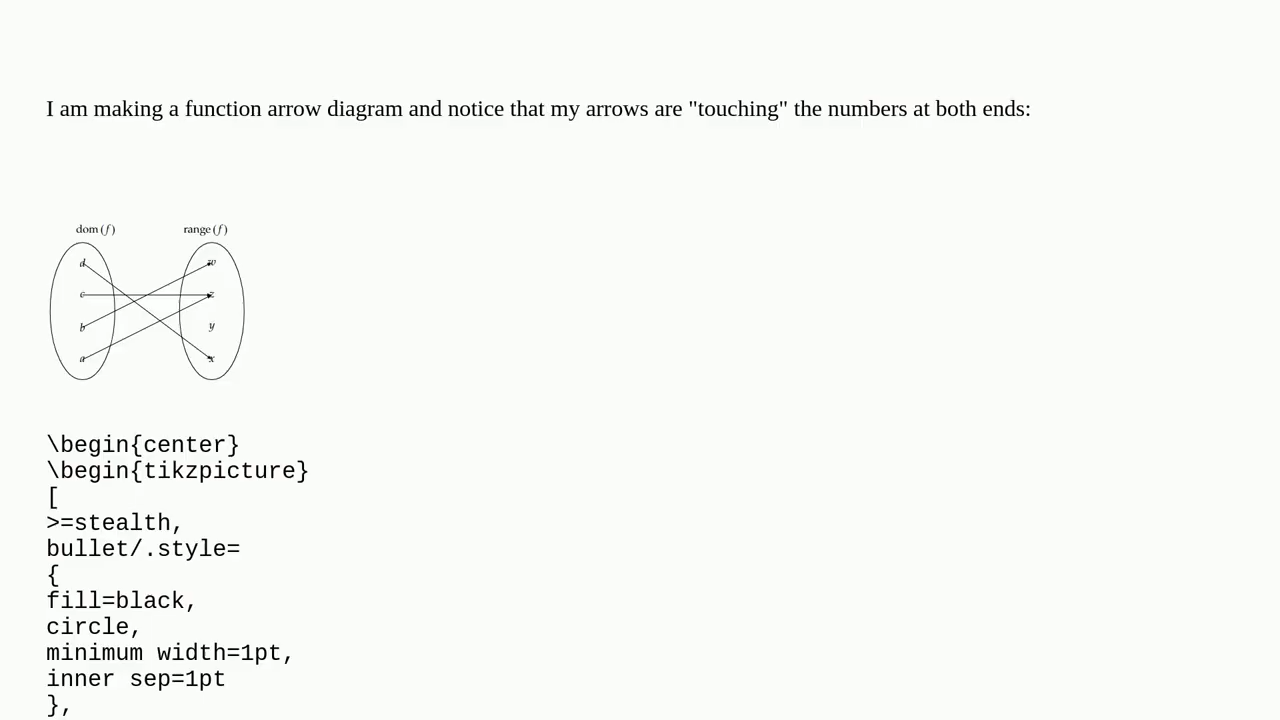 I am making a function arrow diagram and notice that my arrows are "touching" the numbers at both ends:
dom (f) range (f)
d w
c z
b y
a x
\begin{center}
\begin{tikzpicture}
[
>=stealth,
bullet/.style=
{
fill=black,
circle,
minimum width=1pt,
inner sep=1pt
},